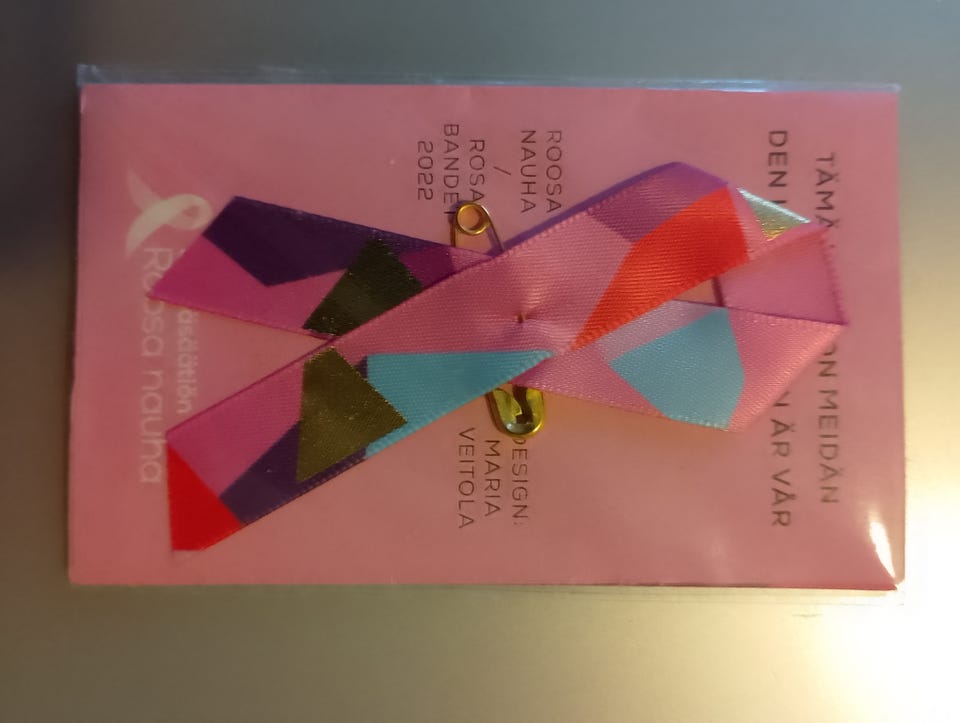 TÄMÄ ON MEIDÄN
DEN ÄR VÅR
ROOSA
NAUHA
/
ROSA
BANDET
2022
DESIGN:
MARIA
VEITOLA
Roosa nauha